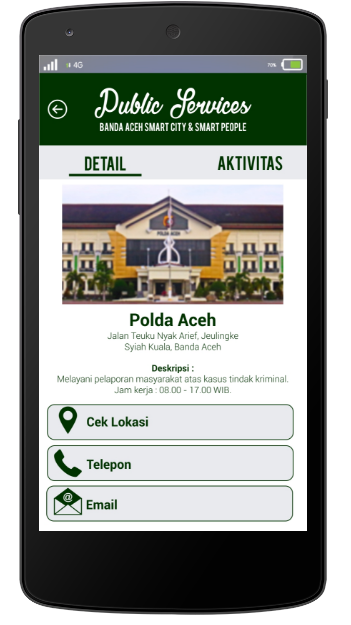 4G
70%
Public Services
BANDA ACEH SMART CITY & SMART PEOPLE
DETAIL
AKTIVITAS
POLDA ACEH
Polda Aceh
Jalan Teuku Nyak Arief, Jeulingke
Syiah Kuala, Banda Aceh
Deskripsi :
Melayani pelaporan masyarakat atas kasus tindak kriminal.
Jam kerja : 08.00 - 17.00 WIB.
Cek Lokasi
Telepon
@
Email